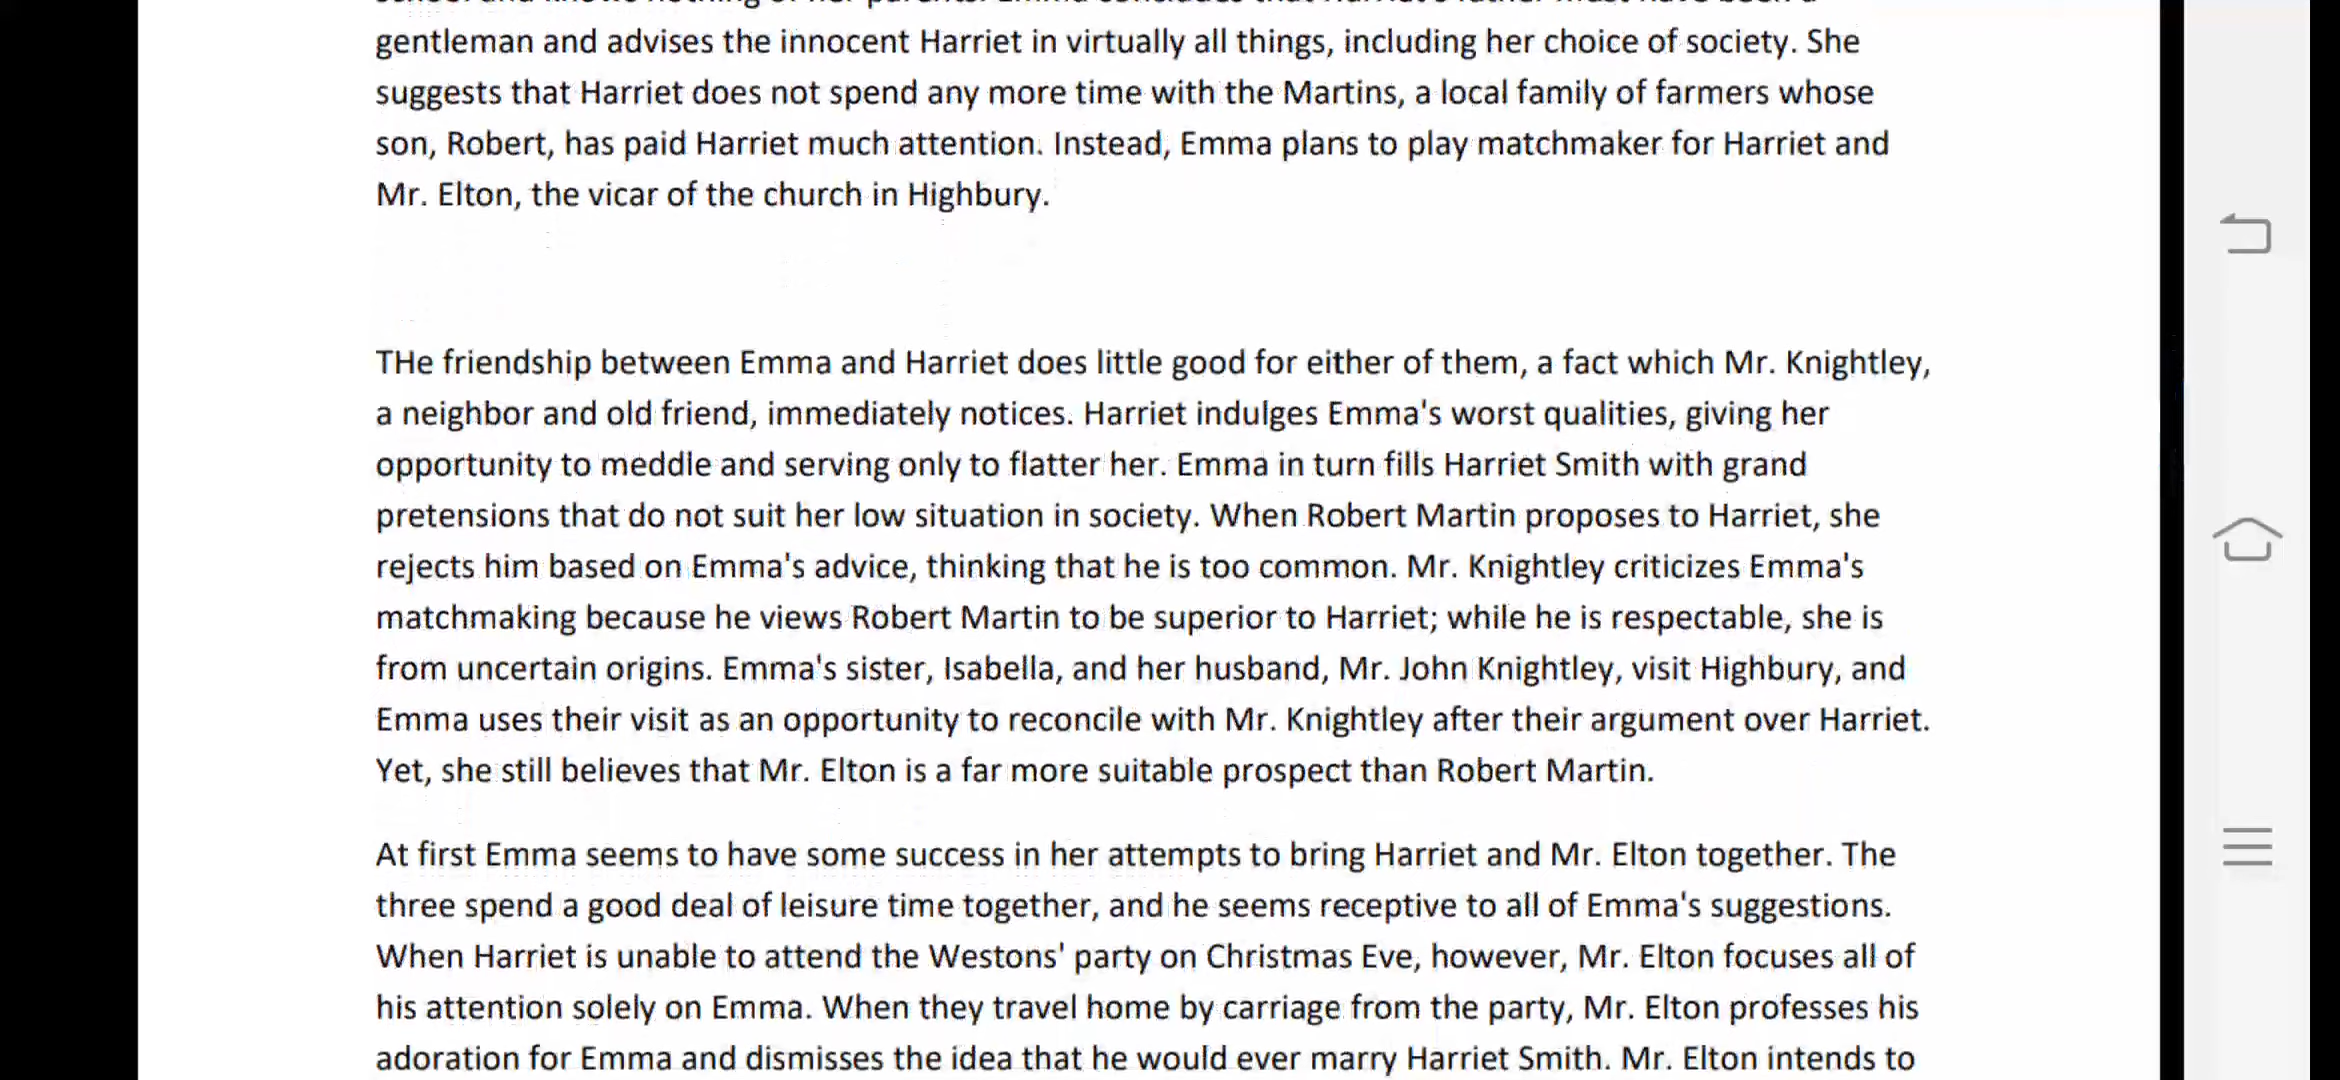 gentleman and advises the innocent Harriet in virtually all things, including her choice of society. She
suggests that Harriet does not spend any more time with the Martins, a local family of farmers whose
son, Robert, has paid Harriet much attention. Instead, Emma plans to play matchmaker for Harriet and
Mr. Elton, the vicar of the church in Highbury.
THe friendship between Emma and Harriet does little good for either of them, a fact which Mr. Knightley,
a neighbor and old friend, immediately notices. Harriet indulges Emma's worst qualities, giving her
opportunity to meddle and serving only to flatter her. Emma in turn fills Harriet Smith with grand
pretensions that do not suit her low situation in society. When Robert Martin proposes to Harriet, she
rejects him based on Emma's advice, thinking that he is too common. Mr. Knightley criticizes Emma's
matchmaking because he views Robert Martin to be superior to Harriet; while he is respectable, she is
from uncertain origins. Emma's sister, Isabella, and her husband, Mr. John Knightley, visit Highbury, and
Emma uses their visit as an opportunity to reconcile with Mr. Knightley after their argument over Harriet.
Yet, she still believes that Mr. Elton is a far more suitable prospect than Robert Martin.
At first Emma seems to have some success in her attempts to bring Harriet and Mr. Elton together. The
three spend a good deal of leisure time together, and he seems receptive to all of Emma's suggestions.
When Harriet is unable to attend the Westons' party on Christmas Eve, however, Mr. Elton focuses all of
his attention solely on Emma. When they travel home by carriage from the party, Mr. Elton professes his
adoration for Emma and dismisses the idea that he would ever marry Harriet Smith. Mr. Elton intends to